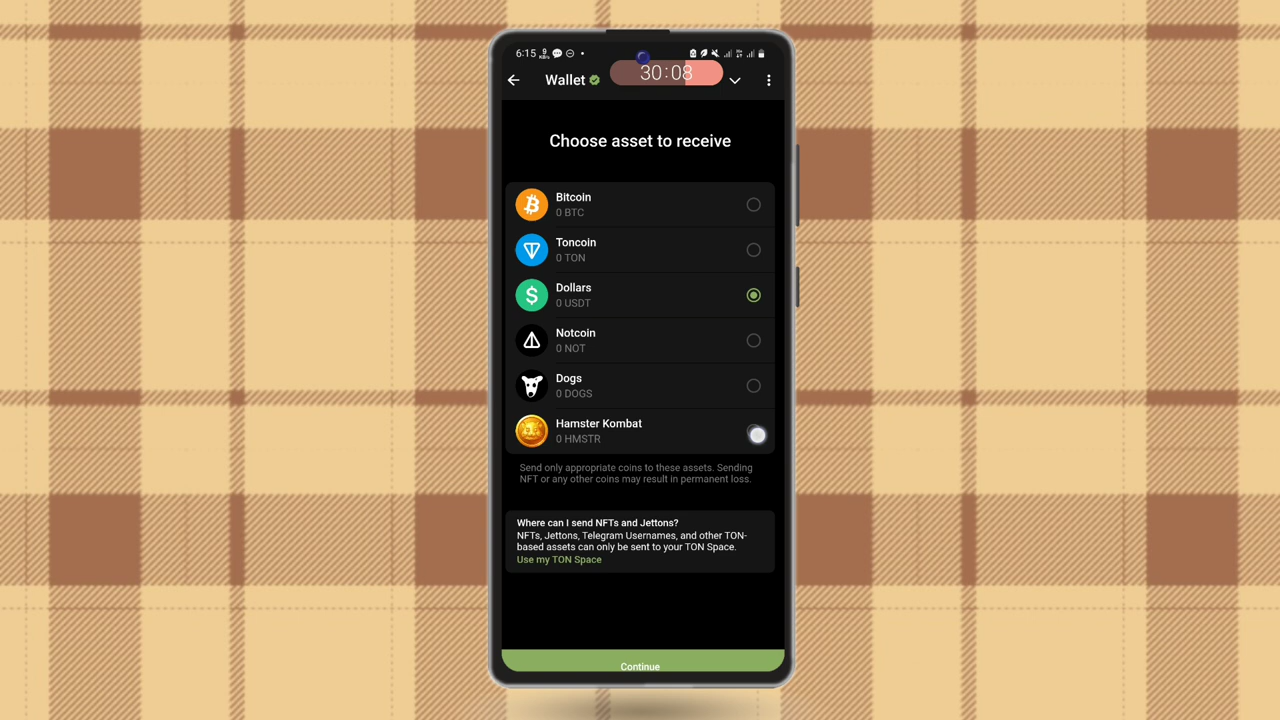 6:15
30:08
Wallet
Choose asset to receive
Bitcoin
0 BTC
Toncoin
0 TON
Dollars
0 USDT
Notcoin
0 NOT
Dogs
0 DOGS
Hamster Kombat
0 HMSTR
Send only appropriate coins to these assets. Sending
NFT or any other coins may result in permanent loss.
Where can I send NFTs and Jettons?
NFTs, Jettons, Telegram Usernames, and other TON-
based assets can only be sent to your TON Space.
Use my TON Space
Continue